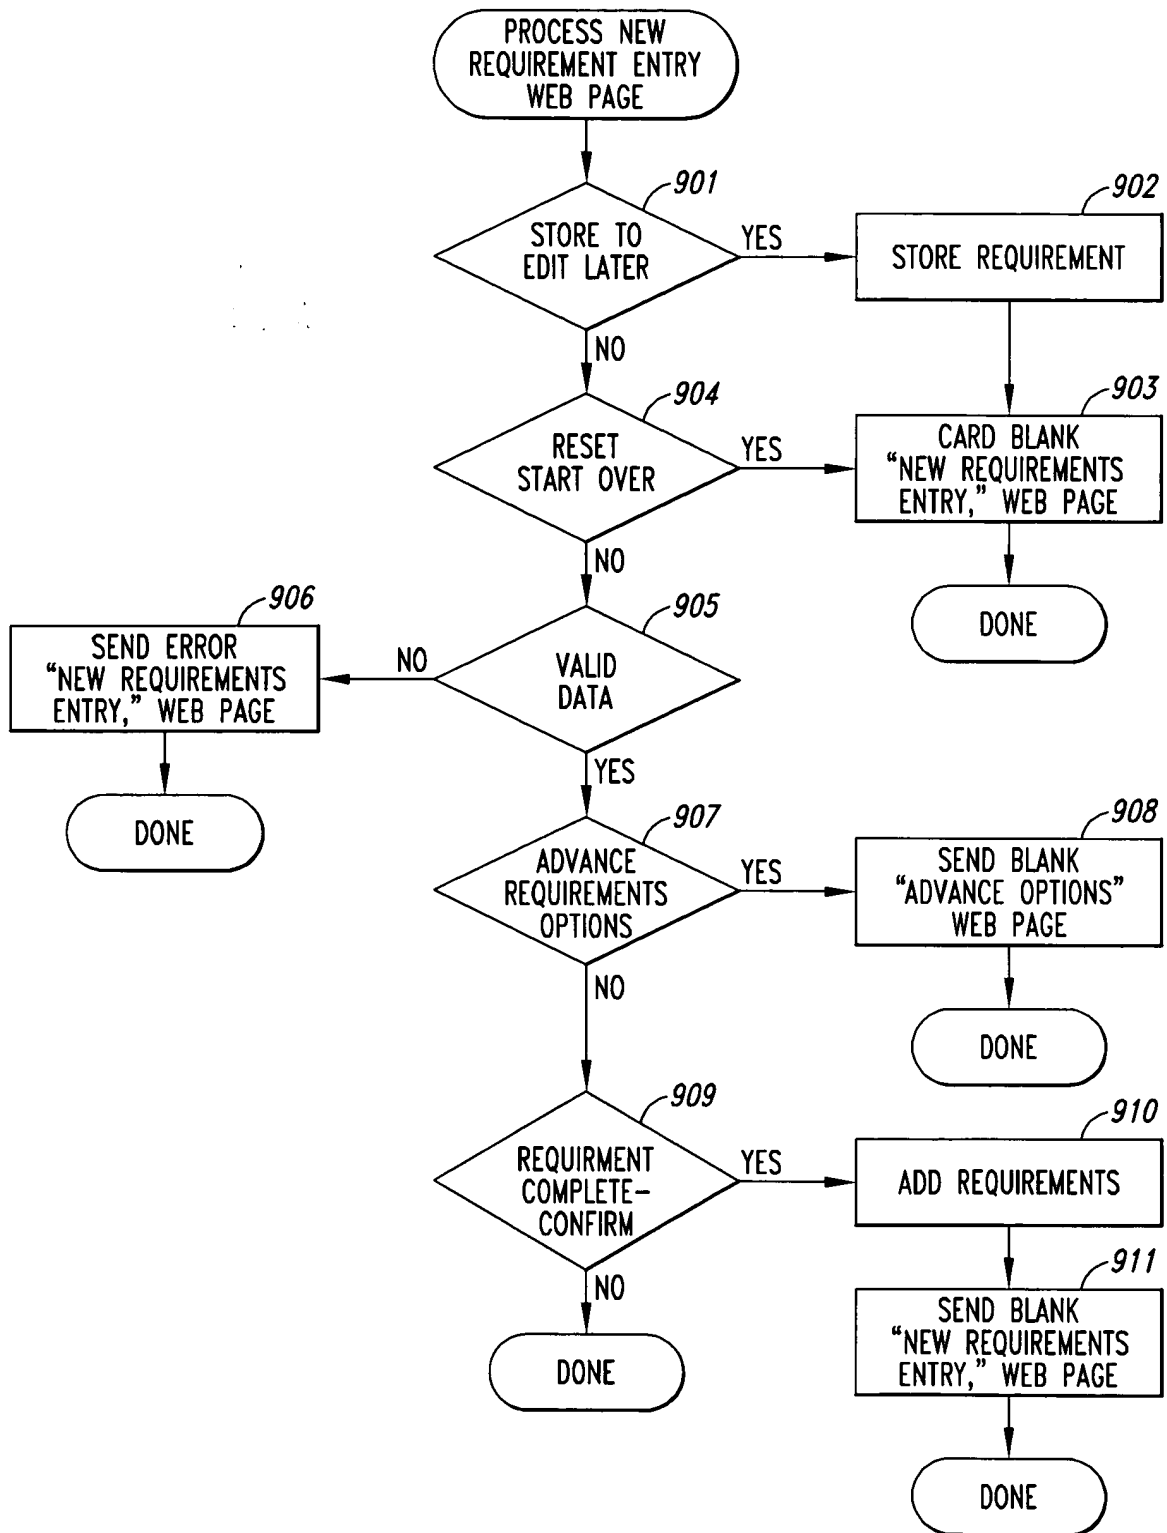 PROCESS NEW
REQUIREMENT ENTRY
WEB PAGE
901
STORE TO
EDIT LATER
YES
902
STORE REQUIREMENT
NO
904
RESET
START OVER
YES
903
CARD BLANK
“NEW REQUIREMENTS
ENTRY,” WEB PAGE
DONE
NO
905
VALID
DATA
NO
906
SEND ERROR
“NEW REQUIREMENTS
ENTRY,” WEB PAGE
DONE
YES
907
ADVANCE
REQUIREMENTS
OPTIONS
YES
908
SEND BLANK
“ADVANCE OPTIONS”
WEB PAGE
DONE
NO
909
REQUIRMENT
COMPLETE–
CONFIRM
YES
910
ADD REQUIREMENTS
911
SEND BLANK
“NEW REQUIREMENTS
ENTRY,” WEB PAGE
DONE
NO
DONE